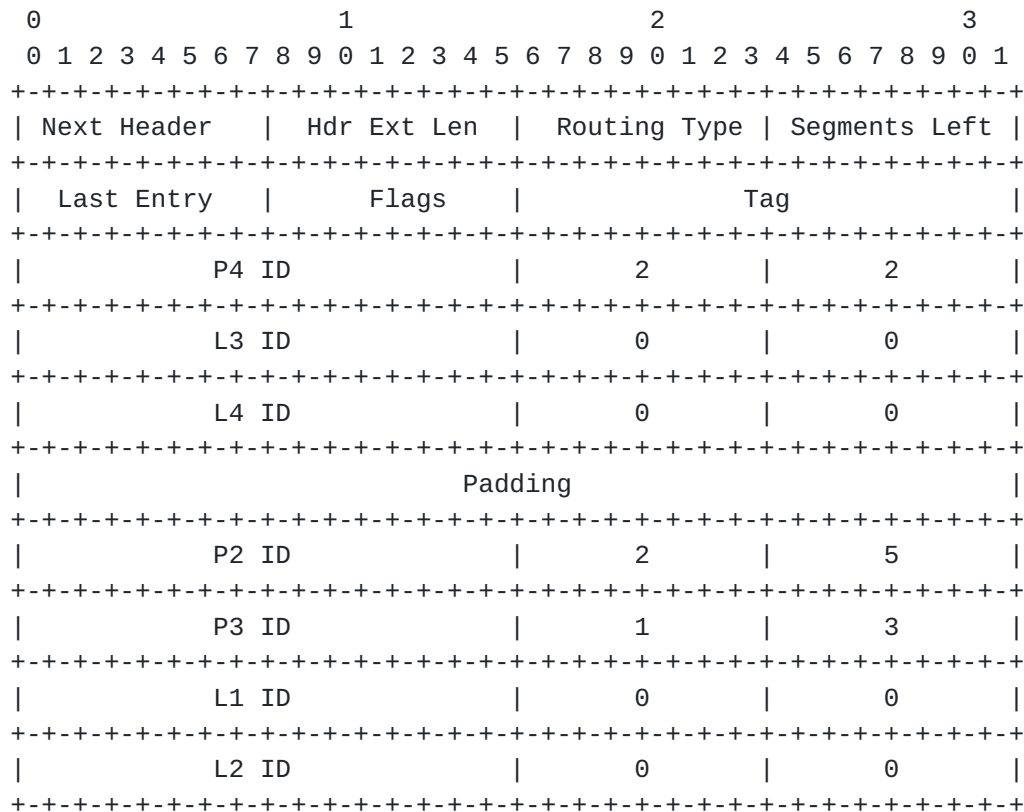 0                   1                   2                   3
 0 1 2 3 4 5 6 7 8 9 0 1 2 3 4 5 6 7 8 9 0 1 2 3 4 5 6 7 8 9 0 1
+-+-+-+-+-+-+-+-+-+-+-+-+-+-+-+-+-+-+-+-+-+-+-+-+-+-+-+-+-+-+-+-+
| Next Header   |  Hdr Ext Len  |  Routing Type | Segments Left |
+-+-+-+-+-+-+-+-+-+-+-+-+-+-+-+-+-+-+-+-+-+-+-+-+-+-+-+-+-+-+-+-+
|  Last Entry   |      Flags    |              Tag              |
+-+-+-+-+-+-+-+-+-+-+-+-+-+-+-+-+-+-+-+-+-+-+-+-+-+-+-+-+-+-+-+-+
|            P4 ID              |       2       |       2       |
+-+-+-+-+-+-+-+-+-+-+-+-+-+-+-+-+-+-+-+-+-+-+-+-+-+-+-+-+-+-+-+-+
|            L3 ID              |       0       |       0       |
+-+-+-+-+-+-+-+-+-+-+-+-+-+-+-+-+-+-+-+-+-+-+-+-+-+-+-+-+-+-+-+-+
|            L4 ID              |       0       |       0       |
+-+-+-+-+-+-+-+-+-+-+-+-+-+-+-+-+-+-+-+-+-+-+-+-+-+-+-+-+-+-+-+-+
|                            Padding                            |
+-+-+-+-+-+-+-+-+-+-+-+-+-+-+-+-+-+-+-+-+-+-+-+-+-+-+-+-+-+-+-+-+
|            P2 ID              |       2       |       5       |
+-+-+-+-+-+-+-+-+-+-+-+-+-+-+-+-+-+-+-+-+-+-+-+-+-+-+-+-+-+-+-+-+
|            P3 ID              |       1       |       3       |
+-+-+-+-+-+-+-+-+-+-+-+-+-+-+-+-+-+-+-+-+-+-+-+-+-+-+-+-+-+-+-+-+
|            L1 ID              |       0       |       0       |
+-+-+-+-+-+-+-+-+-+-+-+-+-+-+-+-+-+-+-+-+-+-+-+-+-+-+-+-+-+-+-+-+
|            L2 ID              |       0       |       0       |
+-+-+-+-+-+-+-+-+-+-+-+-+-+-+-+-+-+-+-+-+-+-+-+-+-+-+-+-+-+-+-+-+